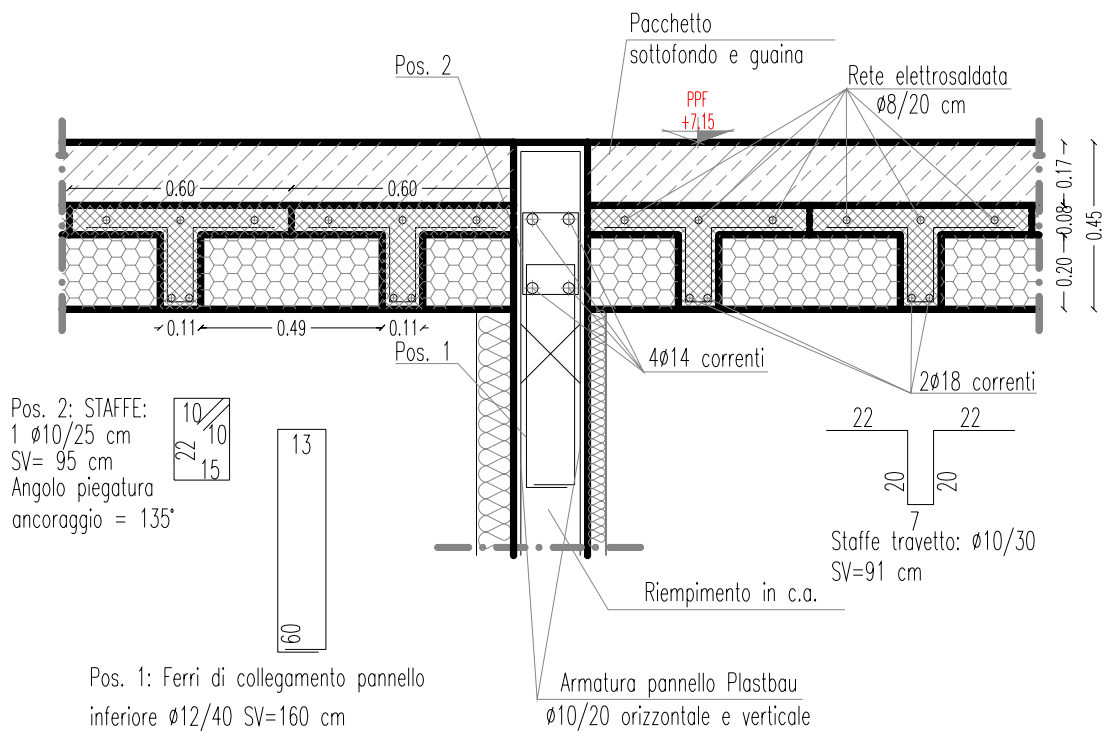 Pacchetto
sottofondo e guaina
Pos. 2
Rete elettrosaldata
ø8/20 cm
PPF
+7.15
0.60
0.60
0.17
0.08
0.20
0.45
0.11
0.49
0.11
Pos. 1
4ø14 correnti
2ø18 correnti
Pos. 2: STAFFE:
1 ø10/25 cm
SV= 95 cm
Angolo piegatura
ancoraggio = 135°
10
10
22
15
13
60
22
22
20
20
7
Staffe travetto: ø10/30
SV=91 cm
Riempimento in c.a.
Pos. 1: Ferri di collegamento pannello
inferiore ø12/40 SV=160 cm
Armatura pannello Plastbau
ø10/20 orizzontale e verticale